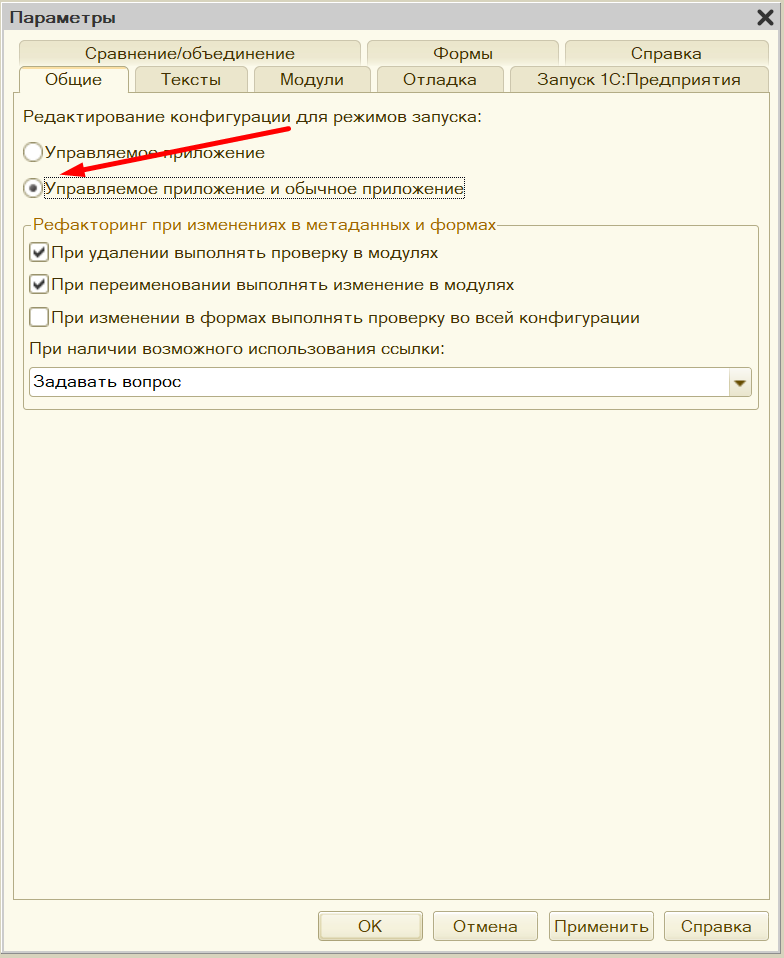 Параметры
Сравнение/объединение Формы Справка
Общие Тексты Модули Отладка Запуск 1С:Предприятия
Редактирование конфигурации для режимов запуска:
Управляемое приложение
Управляемое приложение и обычное приложение
Рефакторинг при изменениях в метаданных и формах
При удалении выполнять проверку в модулях
При переименовании выполнять изменение в модулях
При изменении в формах выполнять проверку во всей конфигурации
При наличии возможного использования ссылки:
Задавать вопрос
OK Отмена Применить Справка